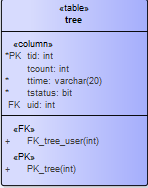 «table»
tree
«column»
*PK tid: int
tcount: int
* ttime: varchar(20)
* tstatus: bit
FK uid: int
«FK»
+ FK_tree_user(int)
«PK»
+ PK_tree(int)